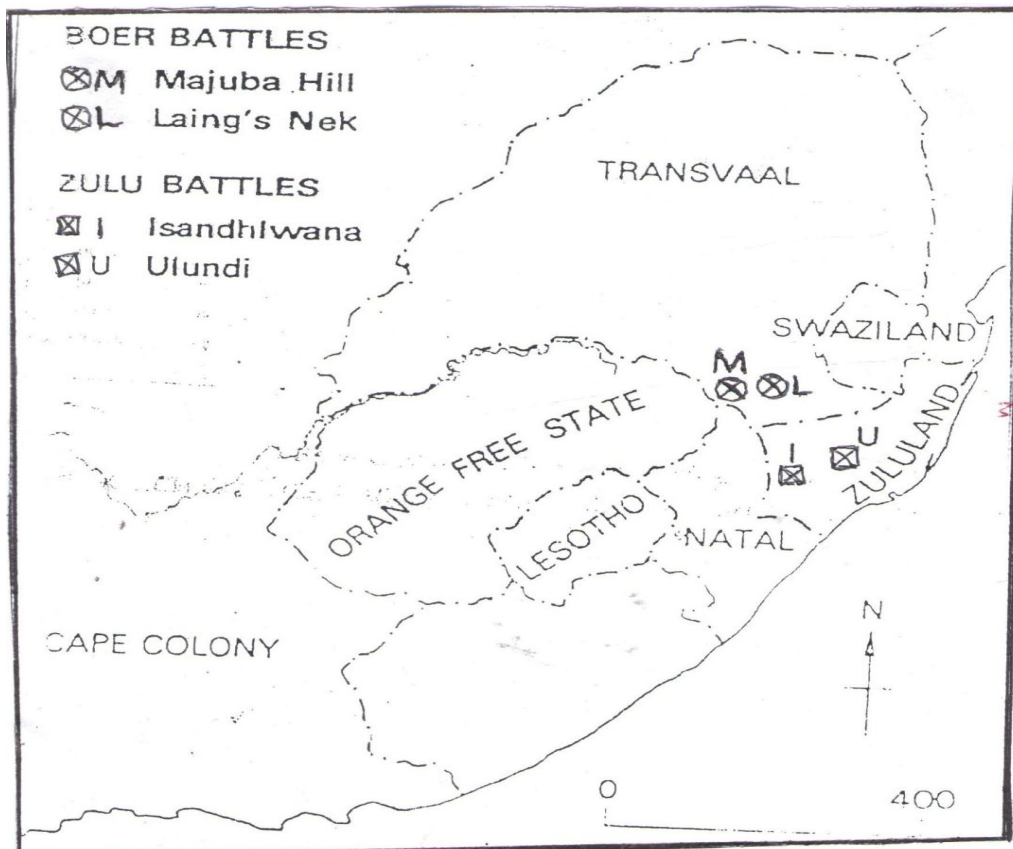 BOER BATTLES
M Majuba Hill
L Laing's Nek
ZULU BATTLES
I Isandhlwana
U Ulundi
TRANSVAAL
SWAZILAND
M
L
ORANGE FREE STATE
U
I
ZULULAND
LESOTHO
NATAL
CAPE COLONY
N
0 400
M